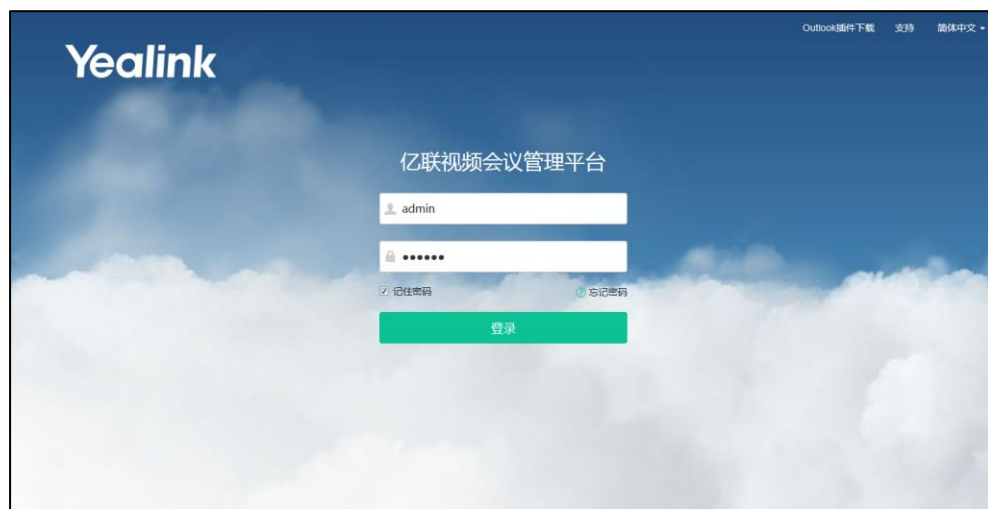 Outlook插件下载 支持 简体中文
Yealink
亿联视频会议管理平台
admin
••••••
记住密码 忘记密码
登录